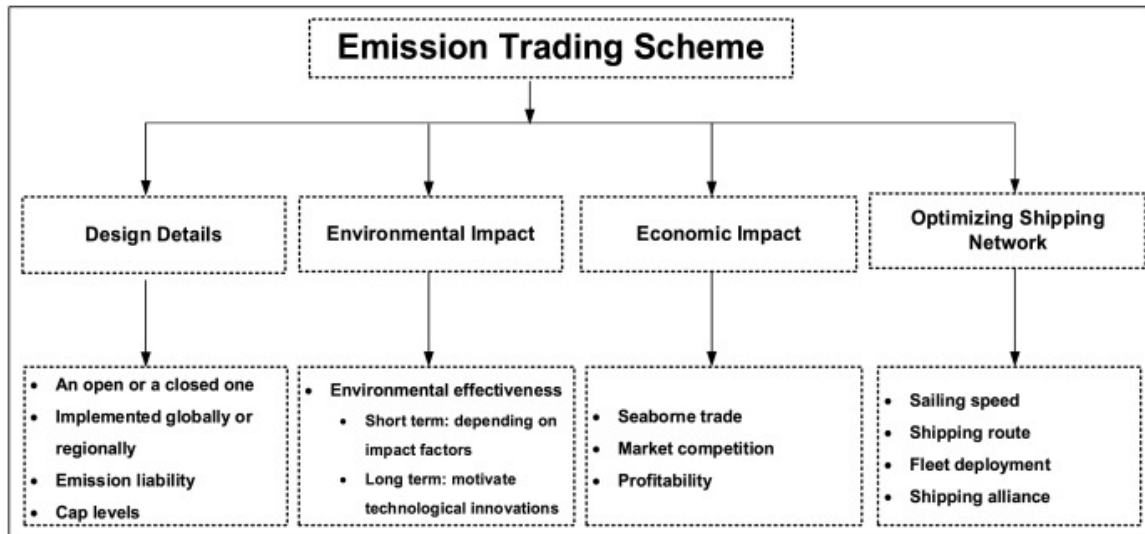 Emission Trading Scheme
Design Details
Environmental Impact
Economic Impact
Optimizing Shipping
Network
• An open or a closed one
• Implemented globally or
regionally
• Emission liability
• Cap levels
• Environmental effectiveness
• Short term: depending on
impact factors
• Long term: motivate
technological innovations
• Seaborne trade
• Market competition
• Profitability
• Sailing speed
• Shipping route
• Fleet deployment
• Shipping alliance